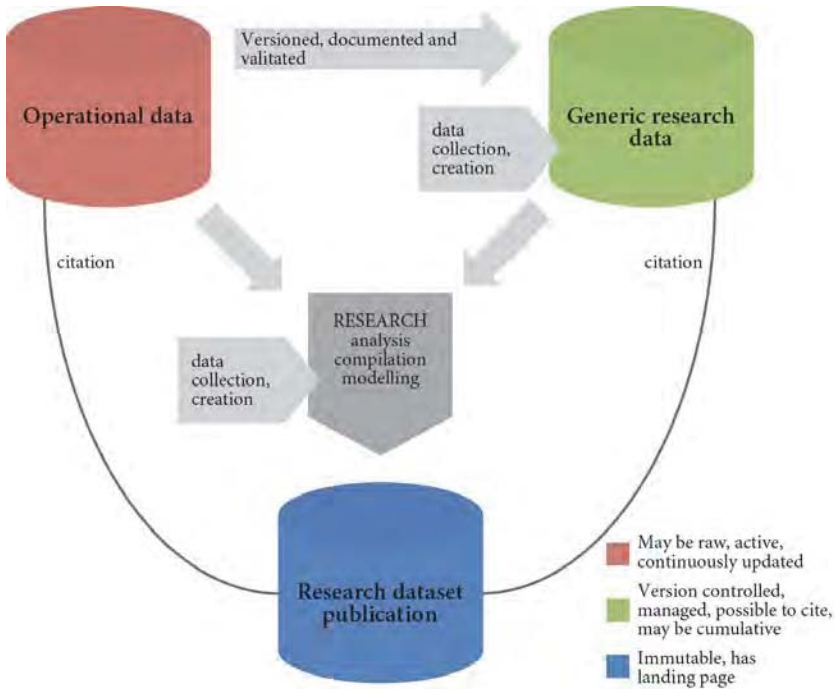 Versioned, documented and
valitated
Operational data
Generic research
data
data
collection,
creation
citation
citation
RESEARCH
analysis
compilation
modelling
data
collection,
creation
Research dataset
publication
May be raw, active,
continuously updated
Version controlled,
managed, possible to cite,
may be cumulative
Immutable, has
landing page